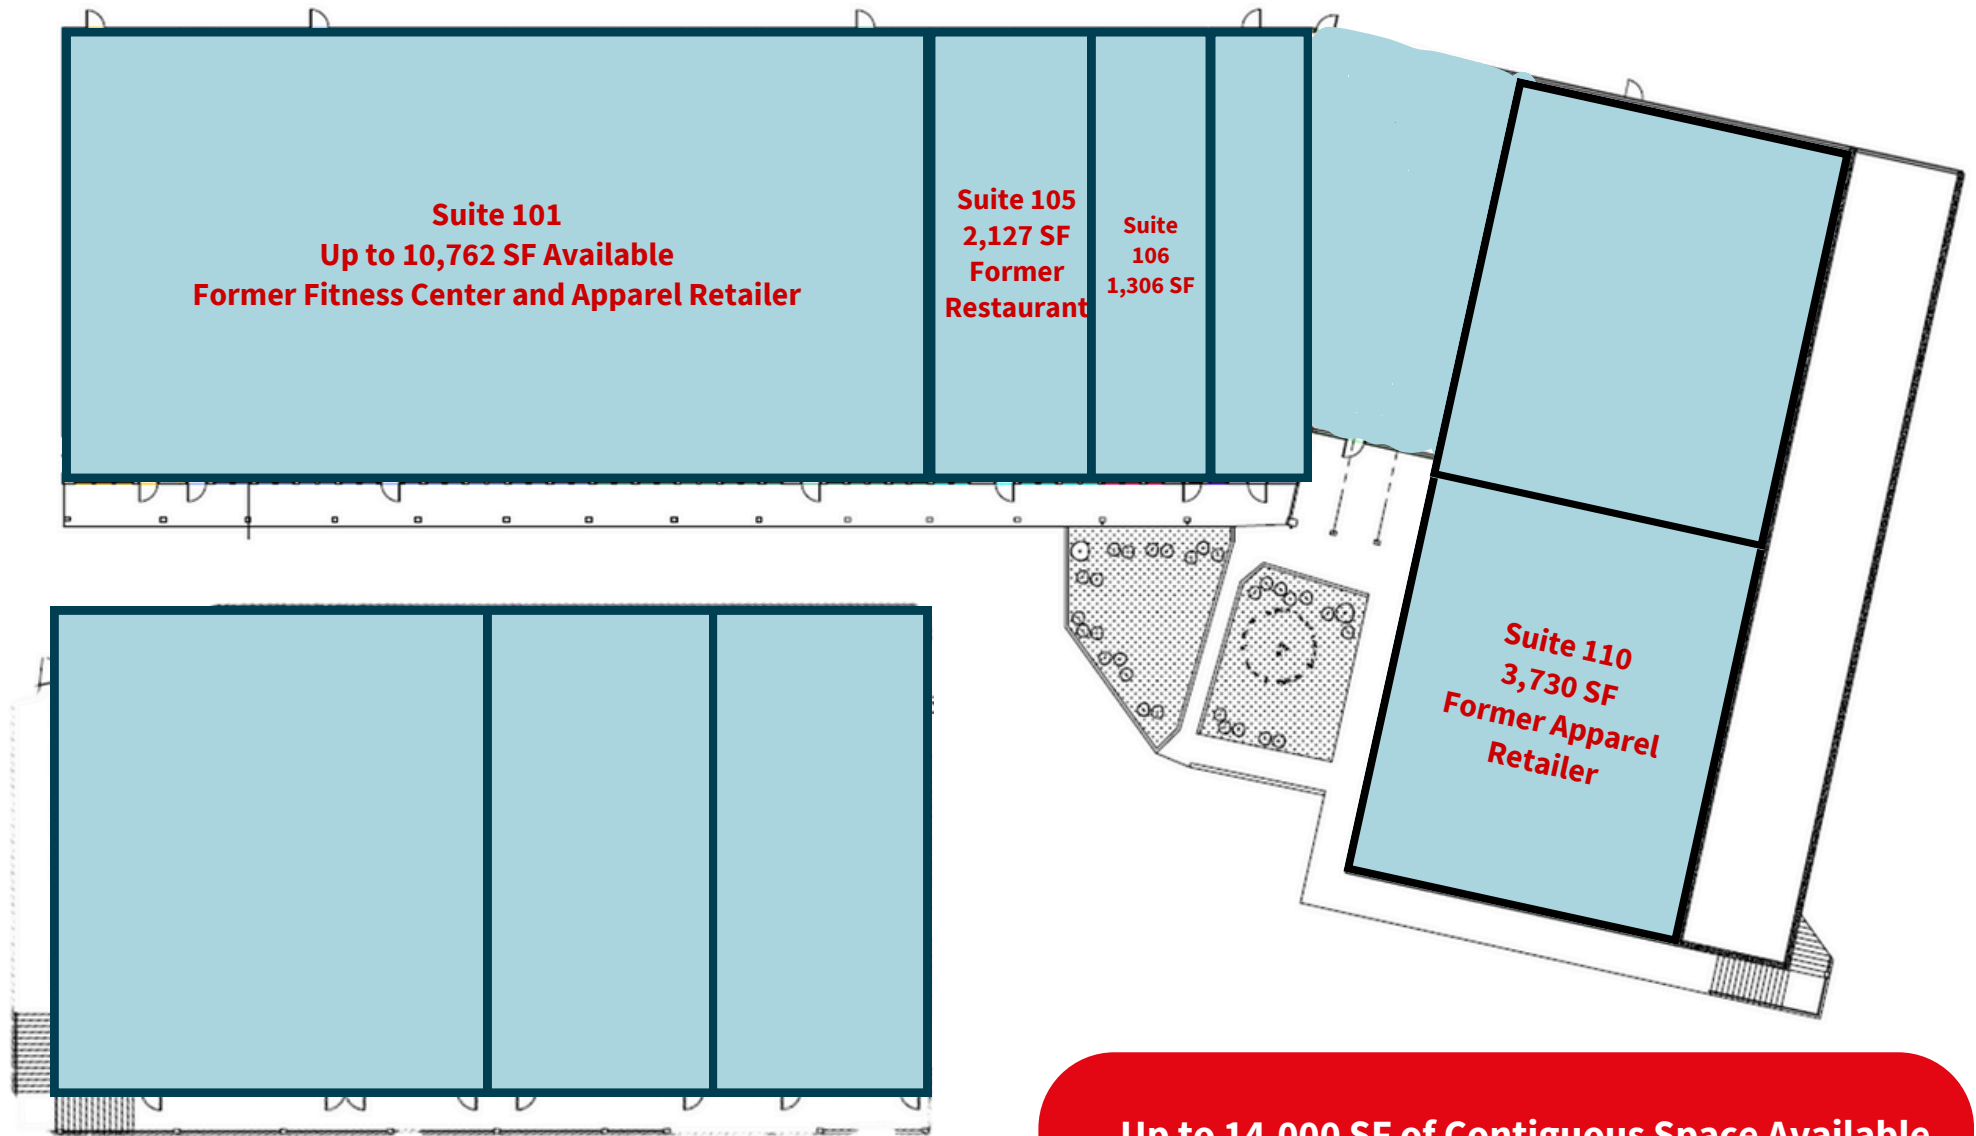 Suite 101
Up to 10,762 SF Available
Former Fitness Center and Apparel Retailer
Suite 105
2,127 SF
Former
Restaurant
Suite
106
1,306 SF
Suite 110
3,730 SF
Former Apparel
Retailer
Up to 14,000 SF of Contiguous Space Available